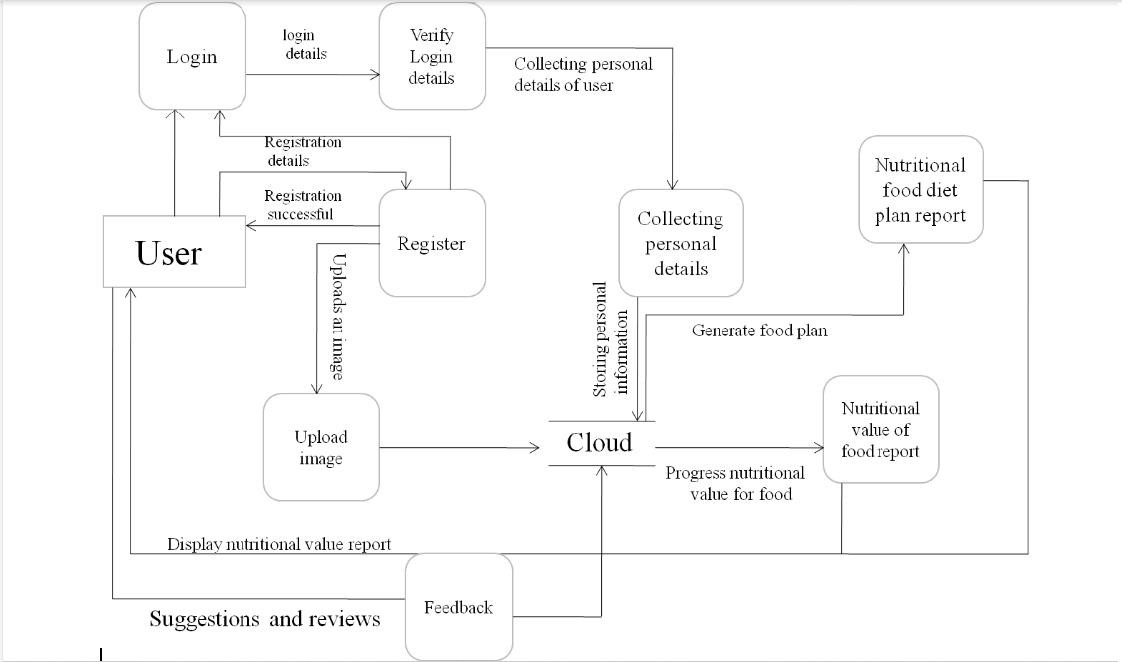 Login
login
details
Verify
Login
details
Collecting personal
details of user
Registration
details
Registration
successful
User
Register
Collecting
personal
details
Nutritional
food diet
plan report
Uploads an image
Storing personal
information
Generate food plan
Upload
image
Cloud
Nutritional
value of
food report
Progress nutritional
value for food
Display nutritional value report
Feedback
Suggestions and reviews